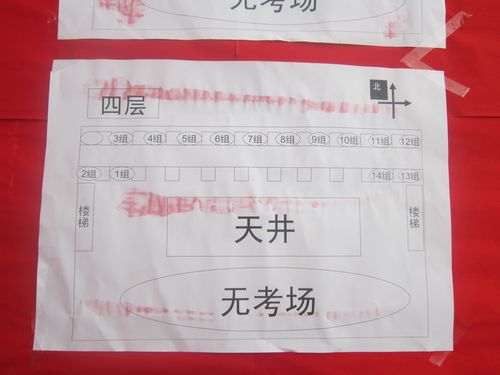 无考场
四层
北
3组 4组 5组 6组 7组 8组 9组 10组 11组 12组
2组 1组 14组 13组
楼梯
楼梯
天井
无考场